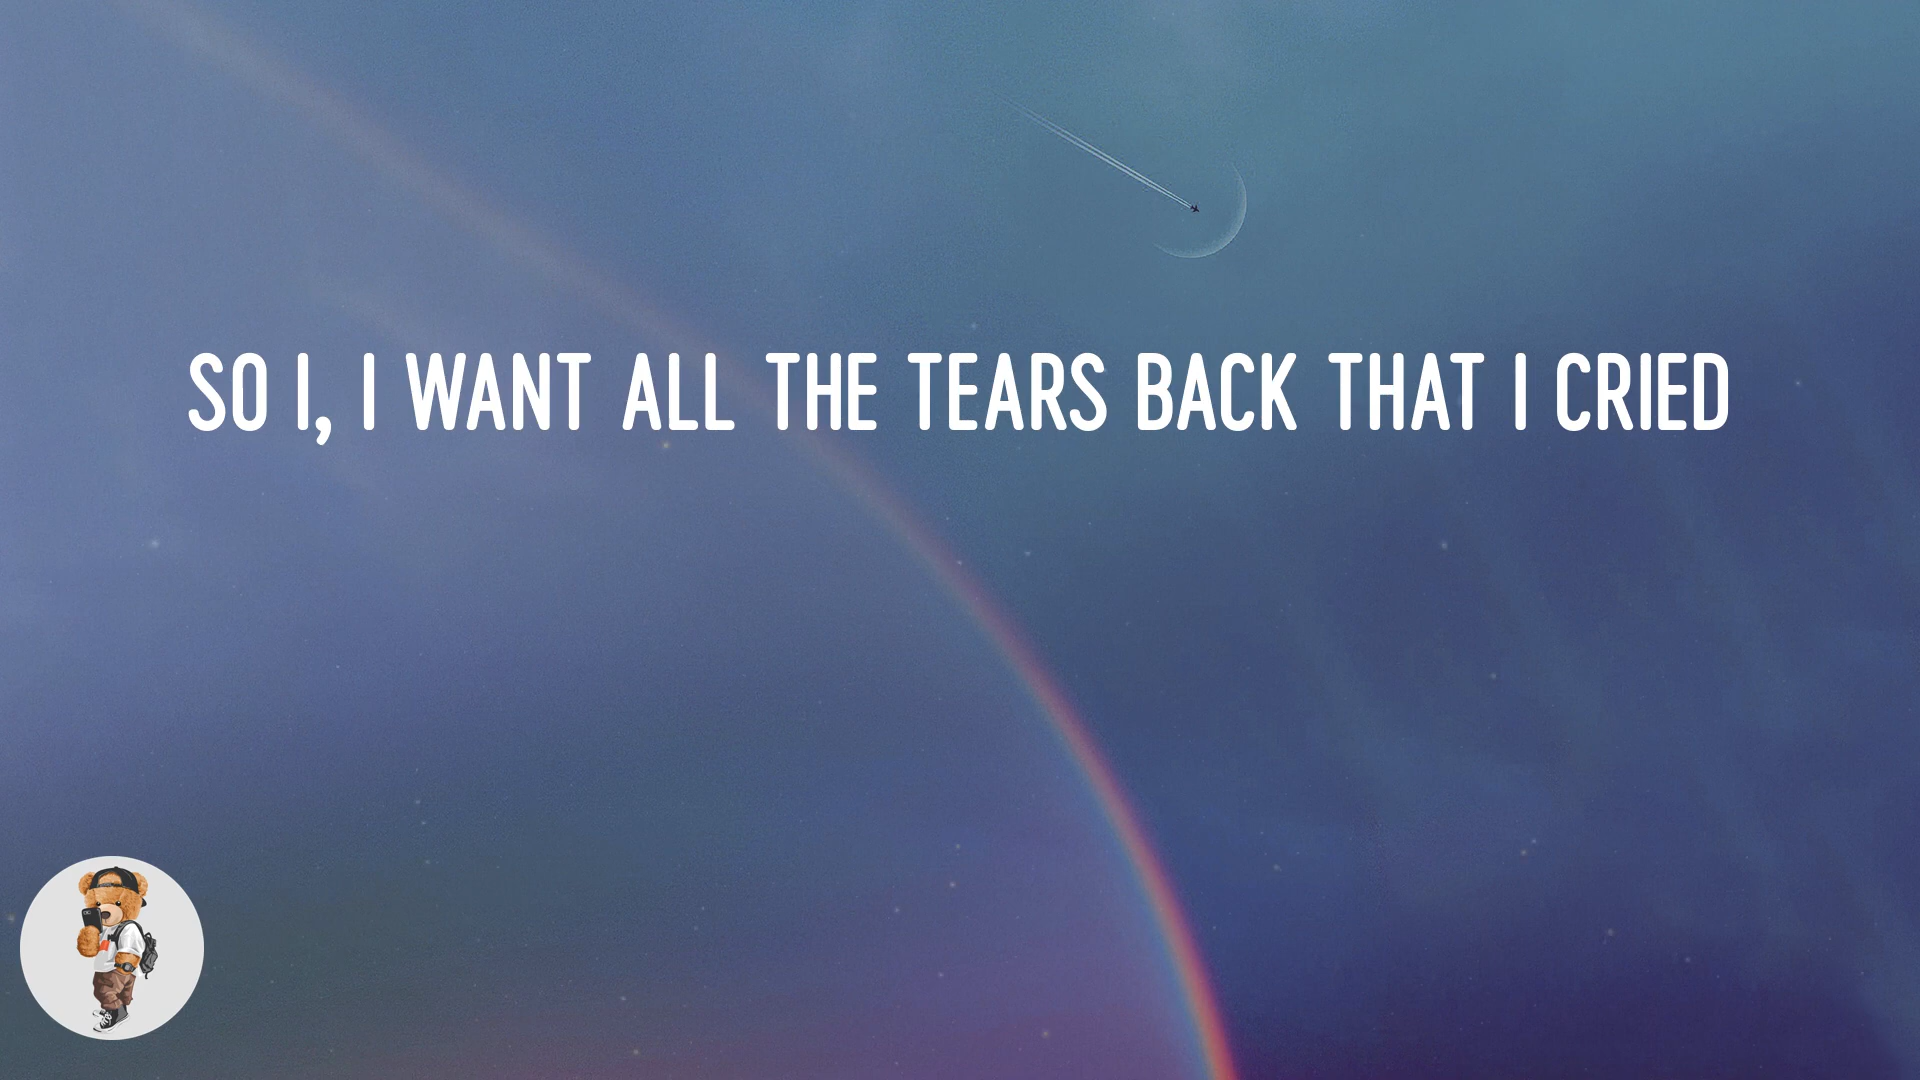 SO I, I WANT ALL THE TEARS BACK THAT I CRIED